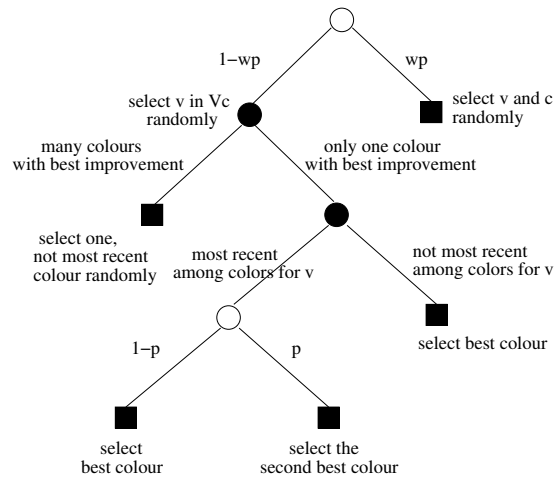 1−wp
wp
select v in Vc
randomly
select v and c
randomly
many colours
with best improvement
only one colour
with best improvement
select one,
not most recent
colour randomly
most recent
among colors for v
not most recent
among colors for v
select best colour
1−p
p
select
best colour
select the
second best colour